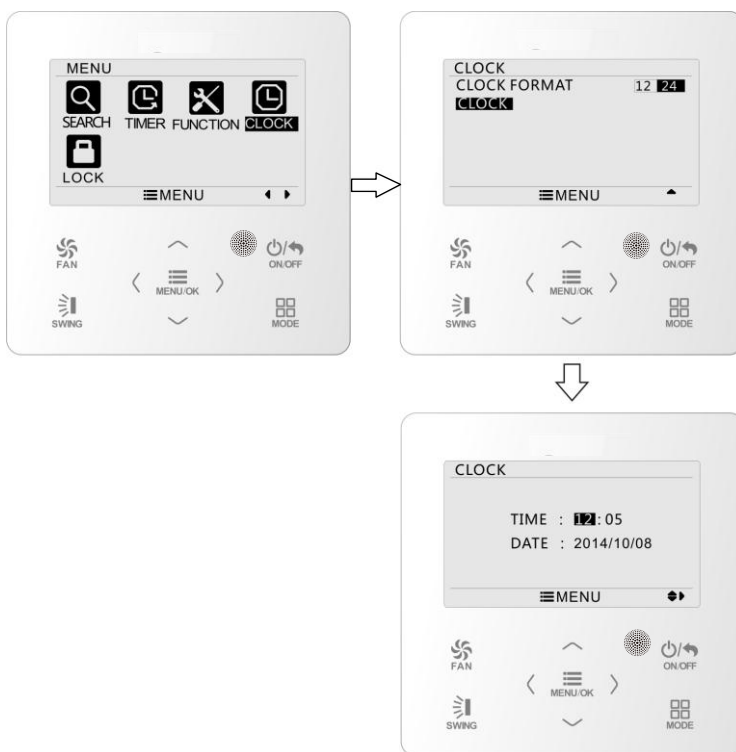 MENU
SEARCH TIMER FUNCTION CLOCK
LOCK
MENU
FAN
ON/OFF
MENU/OK
SWING
MODE
CLOCK
CLOCK FORMAT 12 24
CLOCK
MENU
FAN
ON/OFF
MENU/OK
SWING
MODE
CLOCK
TIME : 12:05
DATE : 2014/10/08
MENU
FAN
ON/OFF
MENU/OK
SWING
MODE